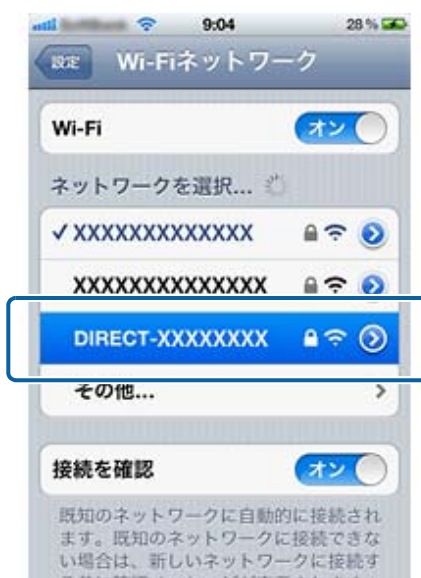 9:04
28%
設定
Wi-Fiネットワーク
Wi-Fi
オン
ネットワークを選択...
✓XXXXXXXXXXXXX
XXXXXXXXXXXXXX
DIRECT-XXXXXXXX
その他...
接続を確認
オン
既知のネットワークに自動的に接続され
ます。既知のネットワークに接続できな
い場合は、新しいネットワークに接続す